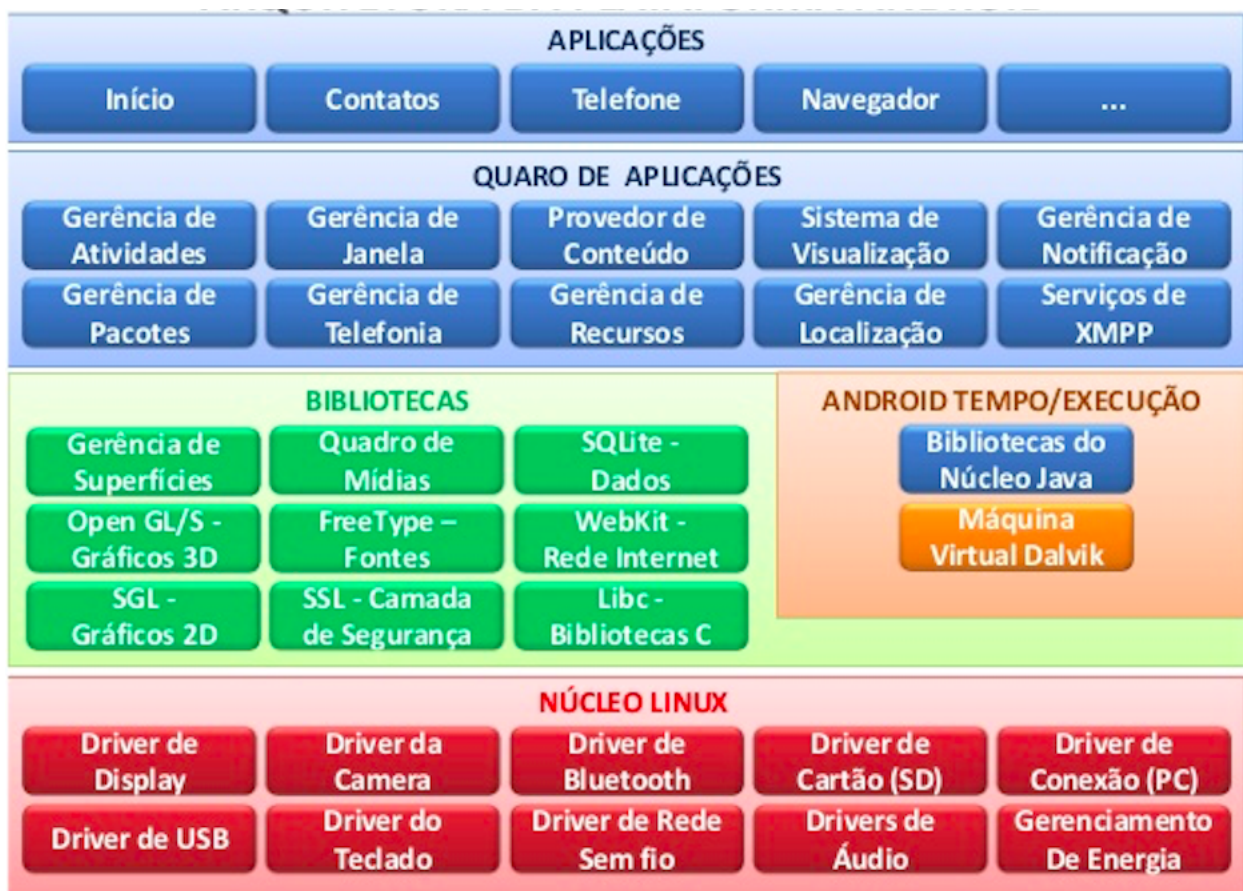 APLICAÇÕES
Início
Contatos
Telefone
Navegador
...
QUARO DE APLICAÇÕES
Gerência de
Atividades
Gerência de
Janela
Provedor de
Conteúdo
Sistema de
Visualização
Gerência de
Notificação
Gerência de
Pacotes
Gerência de
Telefonia
Gerência de
Recursos
Gerência de
Localização
Serviços de
XMPP
BIBLIOTECAS
Gerência de
Superfícies
Quadro de
Mídias
SQLite -
Dados
Open GL/S -
Gráficos 3D
FreeType –
Fontes
WebKit -
Rede Internet
SGL -
Gráficos 2D
SSL - Camada
de Segurança
Libc -
Bibliotecas C
ANDROID TEMPO/EXECUÇÃO
Bibliotecas do
Núcleo Java
Máquina
Virtual Dalvik
NÚCLEO LINUX
Driver de
Display
Driver da
Camera
Driver de
Bluetooth
Driver de
Cartão (SD)
Driver de
Conexão (PC)
Driver de USB
Driver do
Teclado
Driver de Rede
Sem fio
Drivers de
Áudio
Gerenciamento
De Energia